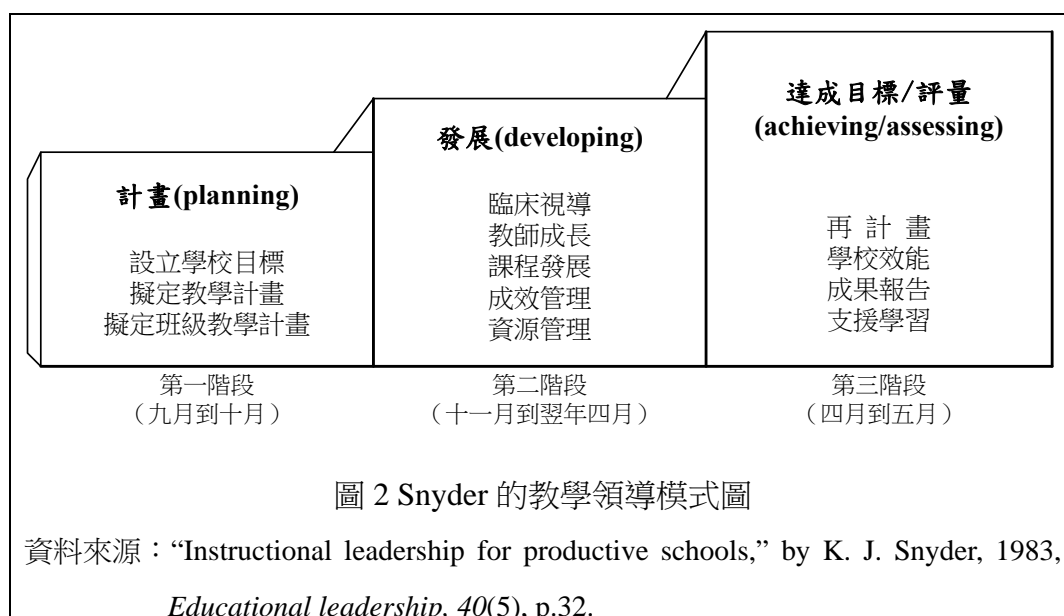 計畫(planning)
設立學校目標
擬定教學計畫
擬定班級教學計畫
發展(developing)
臨床視導
教師成長
課程發展
成效管理
資源管理
達成目標/評量
(achieving/assessing)
再 計 畫
學校效能
成果報告
支援學習
第一階段
（九月到十月）
第二階段
（十一月到翌年四月）
第三階段
（四月到五月）
圖 2 Snyder 的教學領導模式圖
資料來源：“Instructional leadership for productive schools,” by K. J. Snyder, 1983,
Educational leadership, 40(5), p.32.